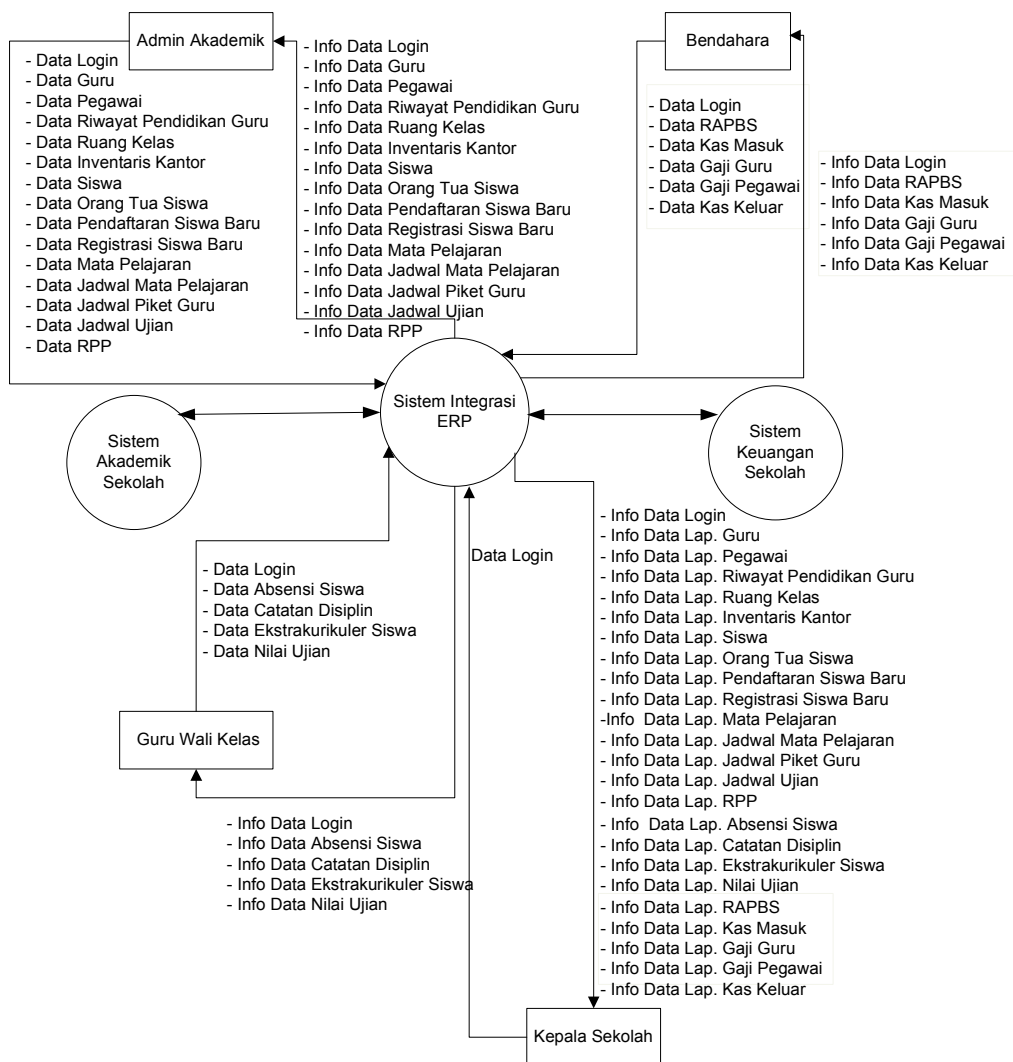 Admin Akademik
- Data Login
- Data Guru
- Data Pegawai
- Data Riwayat Pendidikan Guru
- Data Ruang Kelas
- Data Inventaris Kantor
- Data Siswa
- Data Orang Tua Siswa
- Data Pendaftaran Siswa Baru
- Data Registrasi Siswa Baru
- Data Mata Pelajaran
- Data Jadwal Mata Pelajaran
- Data Jadwal Piket Guru
- Data Jadwal Ujian
- Data RPP
- Info Data Login
- Info Data Guru
- Info Data Pegawai
- Info Data Riwayat Pendidikan Guru
- Info Data Ruang Kelas
- Info Data Inventaris Kantor
- Info Data Siswa
- Info Data Orang Tua Siswa
- Info Data Pendaftaran Siswa Baru
- Info Data Registrasi Siswa Baru
- Info Data Mata Pelajaran
- Info Data Jadwal Mata Pelajaran
- Info Data Jadwal Piket Guru
- Info Data Jadwal Ujian
- Info Data RPP
Bendahara
- Data Login
- Data RAPBS
- Data Kas Masuk
- Data Gaji Guru
- Data Gaji Pegawai
- Data Kas Keluar
- Info Data Login
- Info Data RAPBS
- Info Data Kas Masuk
- Info Data Gaji Guru
- Info Data Gaji Pegawai
- Info Data Kas Keluar
Sistem Integrasi
ERP
Sistem
Akademik
Sekolah
Sistem
Keuangan
Sekolah
- Data Login
- Data Absensi Siswa
- Data Catatan Disiplin
- Data Ekstrakurikuler Siswa
- Data Nilai Ujian
Data Login
Guru Wali Kelas
- Info Data Login
- Info Data Absensi Siswa
- Info Data Catatan Disiplin
- Info Data Ekstrakurikuler Siswa
- Info Data Nilai Ujian
- Info Data Login
- Info Data Lap. Guru
- Info Data Lap. Pegawai
- Info Data Lap. Riwayat Pendidikan Guru
- Info Data Lap. Ruang Kelas
- Info Data Lap. Inventaris Kantor
- Info Data Lap. Siswa
- Info Data Lap. Orang Tua Siswa
- Info Data Lap. Pendaftaran Siswa Baru
- Info Data Lap. Registrasi Siswa Baru
-Info  Data Lap. Mata Pelajaran
- Info Data Lap. Jadwal Mata Pelajaran
- Info Data Lap. Jadwal Piket Guru
- Info Data Lap. Jadwal Ujian
- Info Data Lap. RPP
- Info  Data Lap. Absensi Siswa
- Info Data Lap. Catatan Disiplin
- Info Data Lap. Ekstrakurikuler Siswa
- Info Data Lap. Nilai Ujian
- Info Data Lap. RAPBS
- Info Data Lap. Kas Masuk
- Info Data Lap. Gaji Guru
- Info Data Lap. Gaji Pegawai
- Info Data Lap. Kas Keluar
Kepala Sekolah